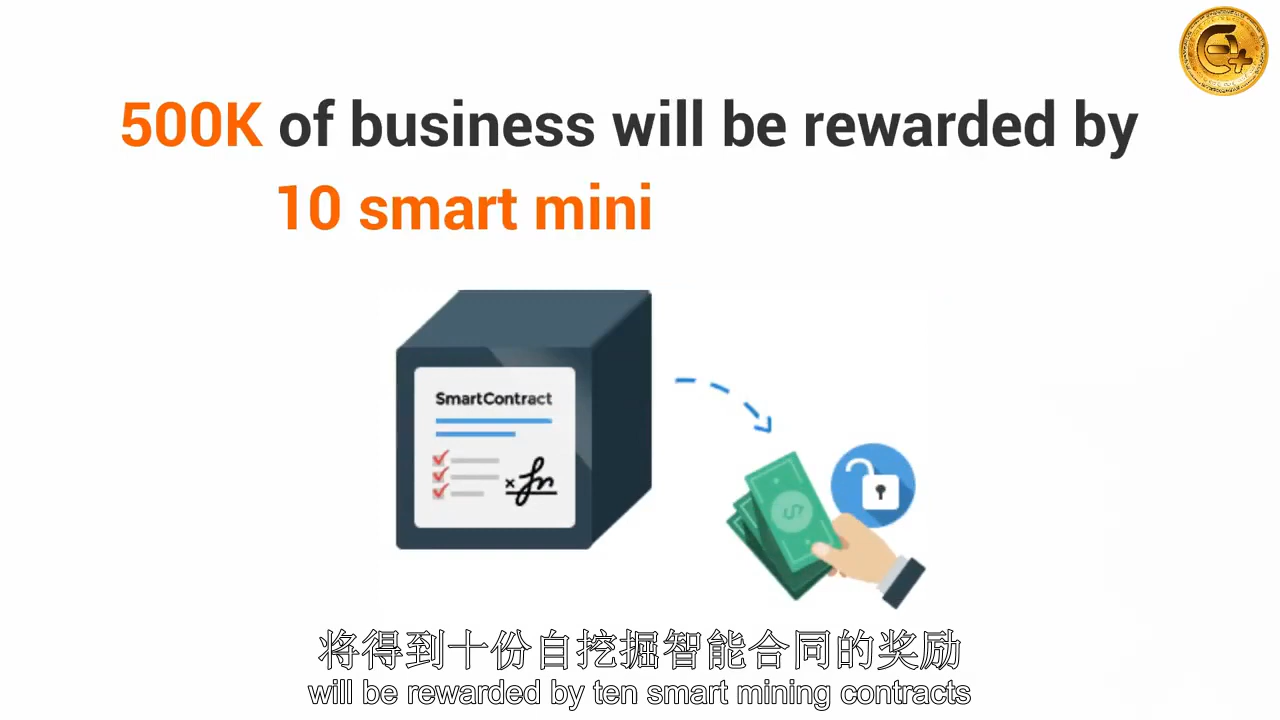 500K of business will be rewarded by
10 smart mini
SmartContract
将得到十份自挖掘智能合同的奖励
will be rewarded by ten smart mining contracts